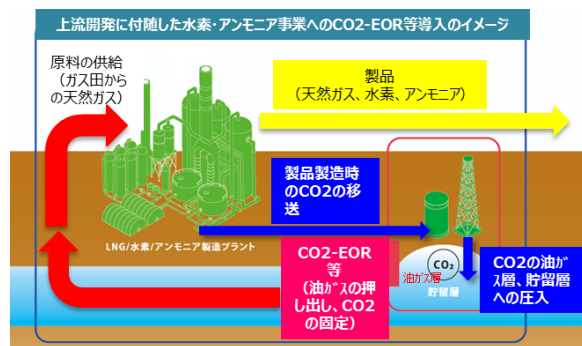 上流開発に付随した水素・アンモニア事業へのCO2-EOR等導入のイメージ
原料の供給
（ガス田から
の天然ガス）
製品
（天然ガス、水素、アンモニア）
製品製造時
のCO2の移
送
LNG/水素/アンモニア製造プラント
CO2-EOR
等
（油ｶﾞｽの押
し出し、CO2
の固定）
CO₂
油ガス層
貯留層
CO2の油ｶﾞ
ｽ層、貯留層
への圧入